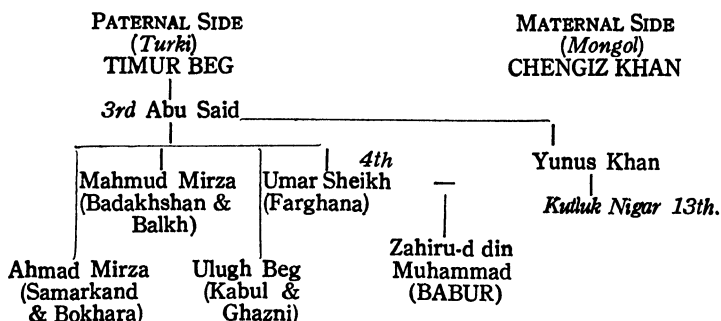 PATERNAL SIDE
(Turki)
TIMUR BEG
MATERNAL SIDE
(Mongol)
CHENGIZ KHAN
3rd Abu Said
4th
Mahmud Mirza
(Badakhshan &
Balkh)
Umar Sheikh
(Farghana)
Yunus Khan
Kutluk Nigar 13th.
Ahmad Mirza
(Samarkand
& Bokhara)
Ulugh Beg
(Kabul &
Ghazni)
Zahiru-d din
Muhammad
(BABUR)